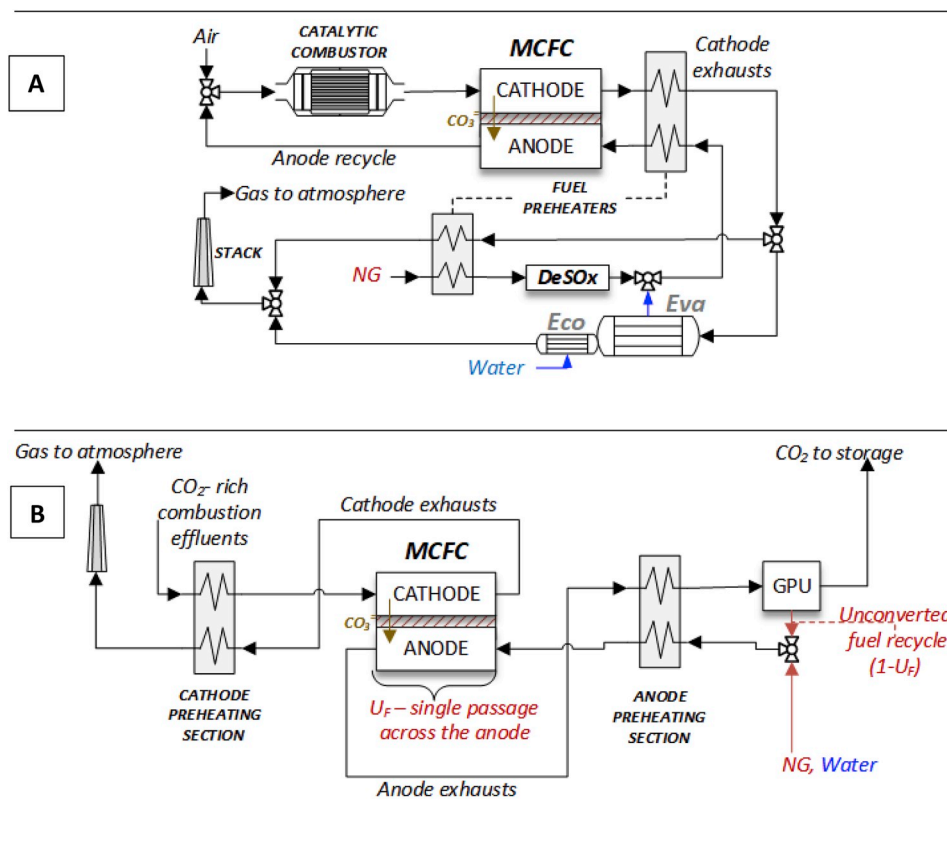 A
Air
CATALYTIC
COMBUSTOR
MCFC
Cathode
exhausts
CATHODE
CO₃⁼
ANODE
Anode recycle
Gas to atmosphere
FUEL
PREHEATERS
STACK
NG
DeSOx
Eco
Eva
Water
Gas to atmosphere
CO₂ to storage
B
CO₂- rich
combustion
effluents
Cathode exhausts
MCFC
CATHODE
CO₃⁼
ANODE
GPU
Unconverted
fuel recycle
(1-U_F)
CATHODE
PREHEATING
SECTION
U_F – single passage
across the anode
ANODE
PREHEATING
SECTION
NG, Water
Anode exhausts